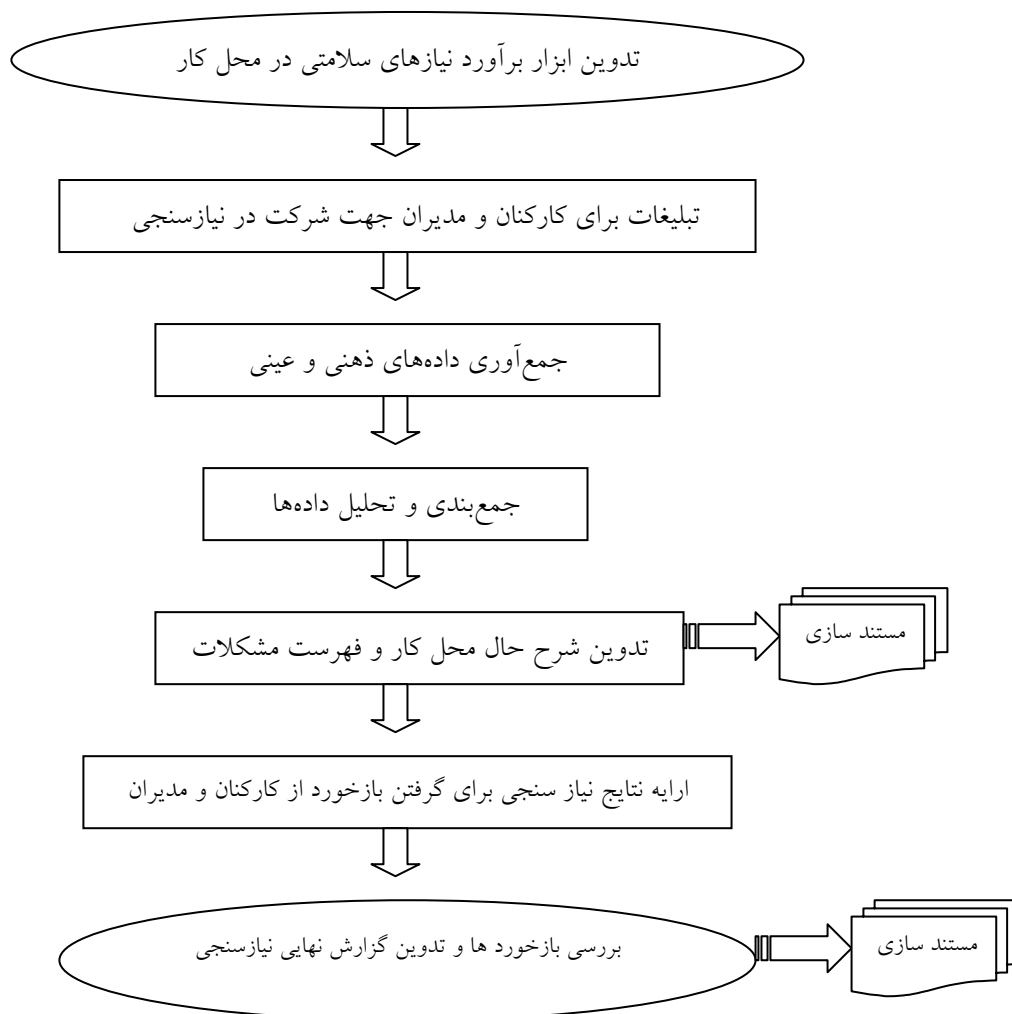 تدوین ابزار برآورد نیازهای سلامتی در محل کار
تبلیغات برای کارکنان و مدیران جهت شرکت در نیازسنجی
جمع‌آوری داده‌های ذهنی و عینی
جمع‌بندی و تحلیل داده‌ها
تدوین شرح حال محل کار و فهرست مشکلات
مستند سازی
ارایه نتایج نیاز سنجی برای گرفتن بازخورد از کارکنان و مدیران
بررسی بازخورد ها و تدوین گزارش نهایی نیازسنجی
مستند سازی